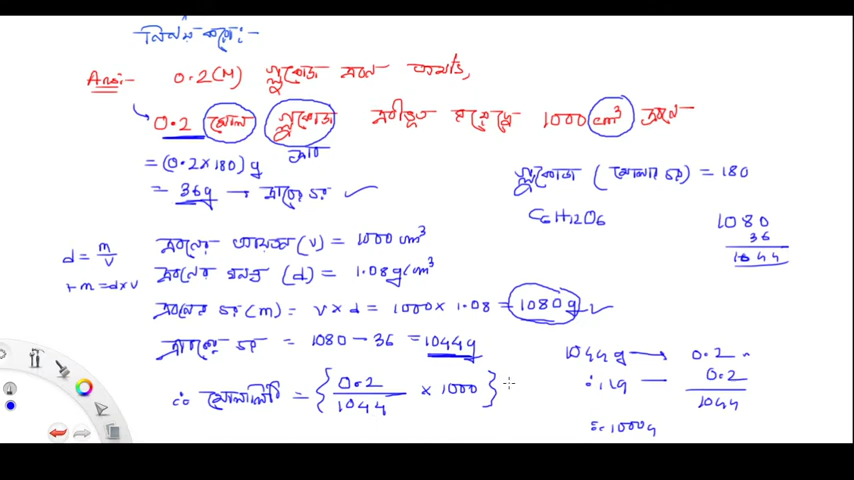 নির্ণয় করো:-
Ans:- 0.2(M) গ্লুকোজ দ্রবণ অর্থাৎ,
0.2 মোল গ্লুকোজ দ্রবীভূত হয়েছে 1000 cm³ দ্রবণে
দ্রাব
= (0.2×180) g
= 36g → দ্রাবের ভর ✓
গ্লুকোজ (মোলার ভর) = 180
C6H12O6
1080
36
1044
d = m/V
→ m = d×V
দ্রবণের আয়তন (V) = 1000 cm³
দ্রবণের ঘনত্ব (d) = 1.08g/cm³
দ্রবণের ভর (m) = V × d = 1000 × 1.08 = 1080g ✓
দ্রাবকের ভর = 1080 - 36 = 1044g
∴ মোলালিটি = { 0.2/1044 × 1000 }
1044 g → 0.2
∴ 1g — 0.2/1044
∴ 1000g